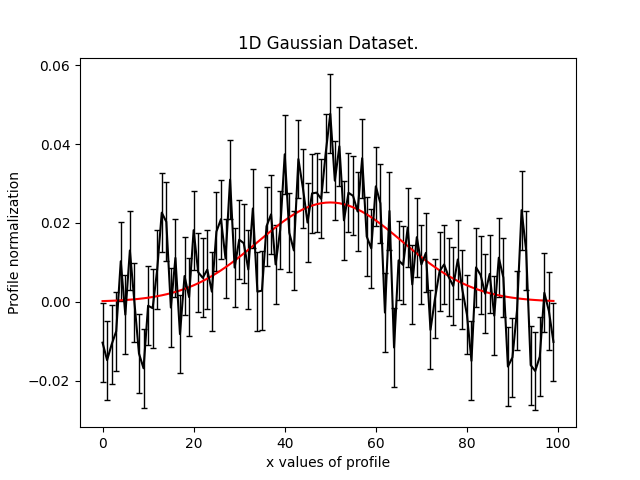 1D Gaussian Dataset.
Profile normalization
0.06
0.04
0.02
0.00
−0.02
0 20 40 60 80 100
x values of profile